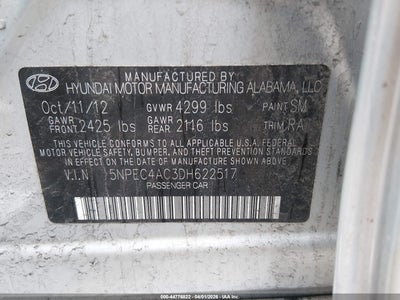 MANUFACTURED BY
HYUNDAI MOTOR MANUFACTURING ALABAMA, LLC
Oct/11/12 GVWR 4299 lbs PAINT SM
GAWR FRONT 2425 lbs GAWR REAR 2116 lbs TRIM RA
THIS VEHICLE CONFORMS TO ALL APPLICABLE U.S.A. FEDERAL
MOTOR VEHICLE SAFETY, BUMPER, AND THEFT PREVENTION
STANDARDS IN EFFECT ON THE DATE OF MANUFACTURE SHOWN ABOVE.
V.I.N. 5NPEC4AC3DH622517
PASSENGER CAR